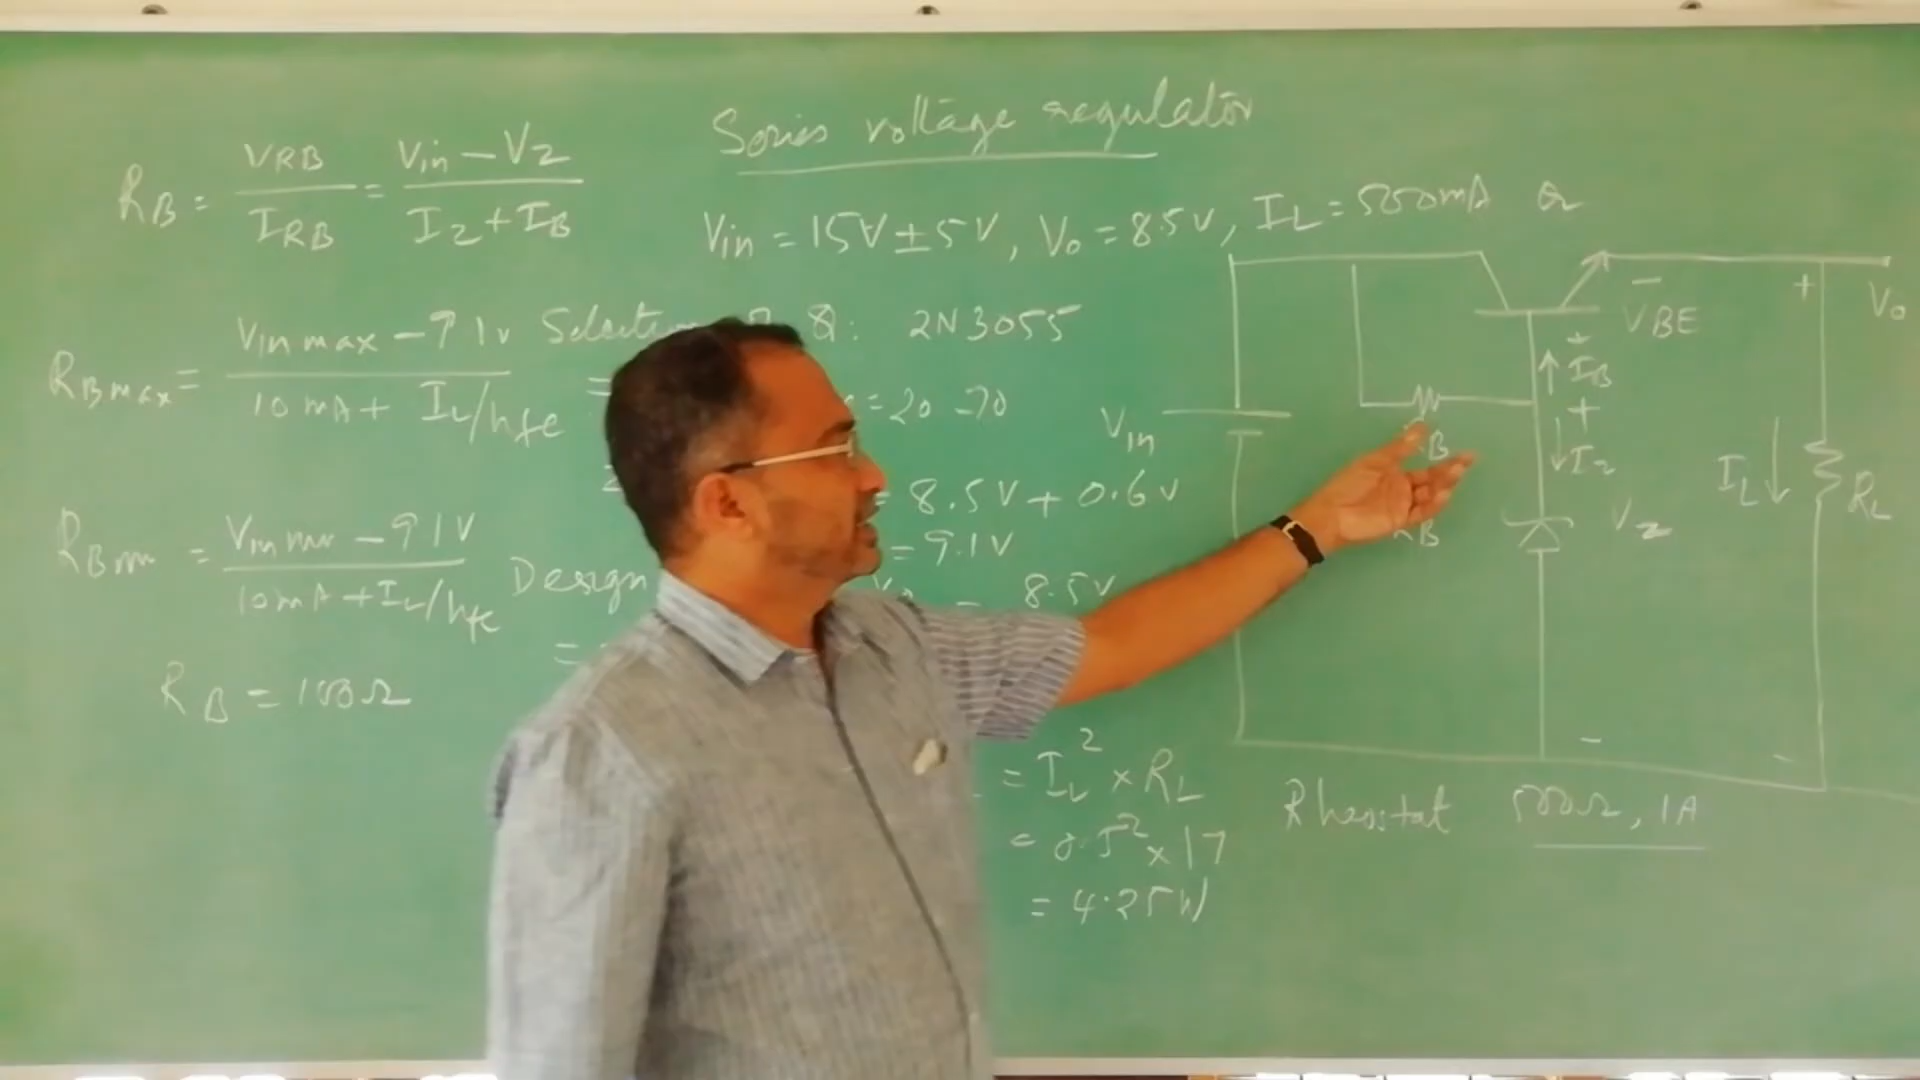 Series voltage regulator
Vin = 15V ± 5V, Vo = 8.5V, IL = 500mA
RB = VRB / IRB = Vin - VZ / IZ + IB
RBmax = Vin max - 9.1V / 10mA + IL/hfe
RB = Vin - 9.1V / 10mA + IL/hfe
RB = 100Ω
Q: 2N3055
= 20 - 70
= 8.5V + 0.6V
= 9.1V
Design
8.5V
= IL² × RL
= 0.5² × 17
= 4.25W
Vin
RB
VBE
+
IB
+
IZ
VZ
-
IL
RL
+
Vo
-
Rheostat 500Ω, 1A